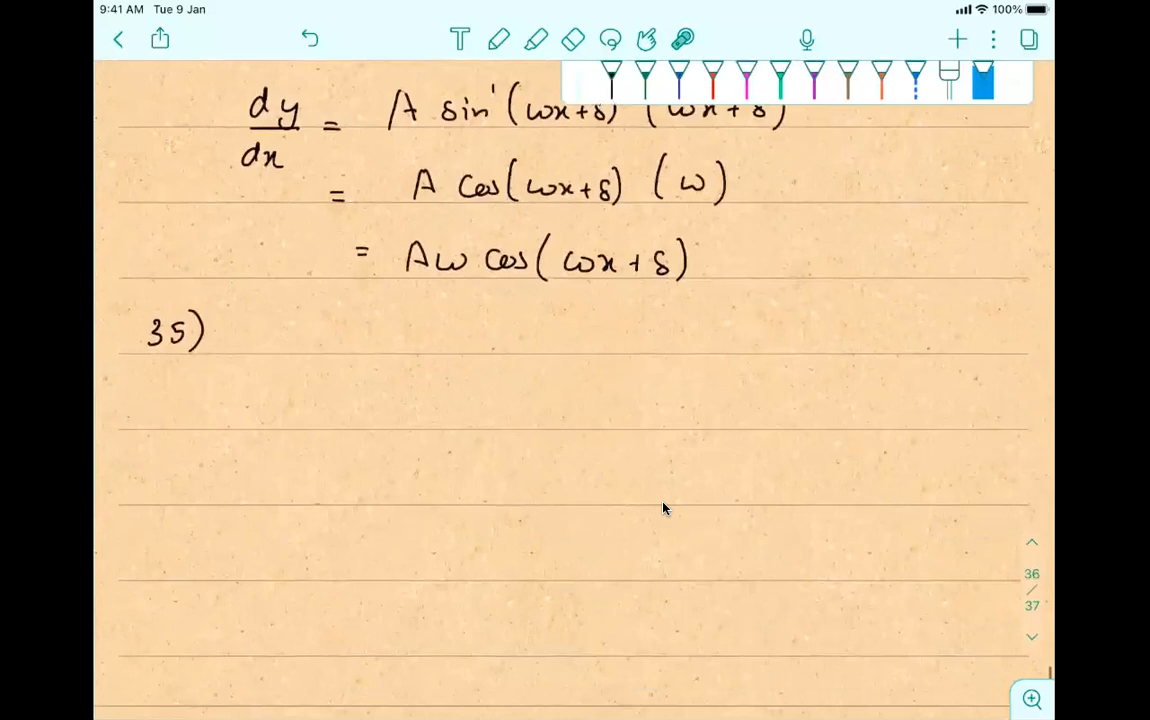 9:41 AM Tue 9 Jan 100%
dy/dx = A sin'(ωx+δ) (ωx+δ)
= A cos(ωx+δ) (ω)
= Aω cos(ωx+δ)
35)
36
/
37